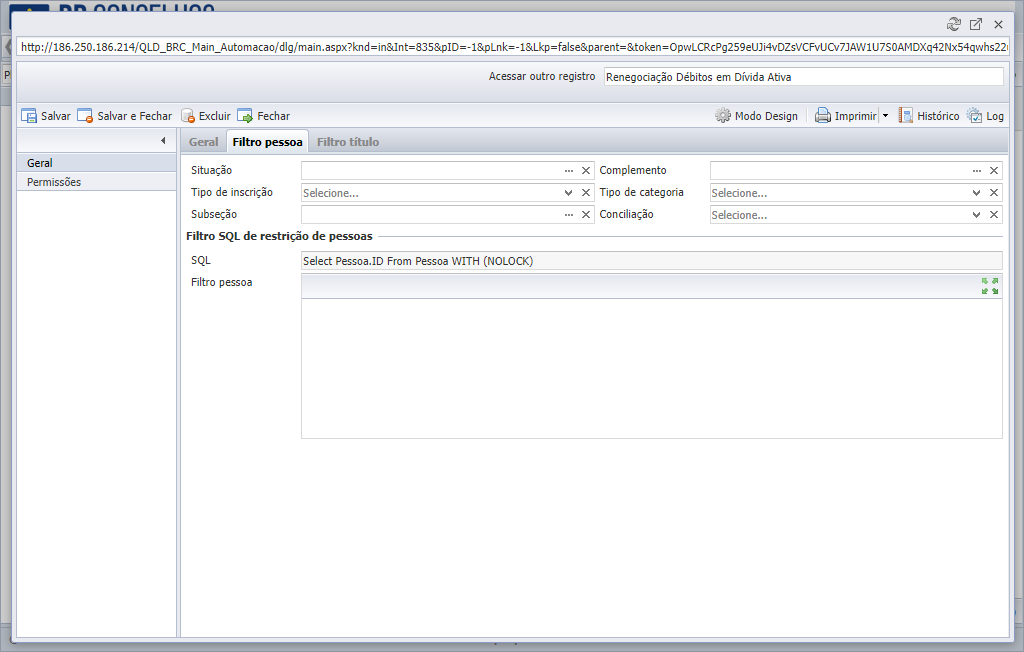 BR CONSELHOS
http://186.250.186.214/QLD_BRC_Main_Automacao/dlg/main.aspx?knd=in&Int=835&pID=-1&pLnk=-1&Lkp=false&parent=&token=OpwLCRcPg259eUJi4vDZsVCFvUCv7JAW1U7S0AMDXq42Nx54qwhs22
Acessar outro registro Renegociação Débitos em Dívida Ativa
Salvar Salvar e Fechar Excluir Fechar Modo Design Imprimir Histórico Log
Geral Filtro pessoa Filtro título
Geral
Permissões
Situação ... Complemento ...
Tipo de inscrição Selecione... Tipo de categoria Selecione...
Subseção ... Conciliação Selecione...
Filtro SQL de restrição de pessoas
SQL Select Pessoa.ID From Pessoa WITH (NOLOCK)
Filtro pessoa